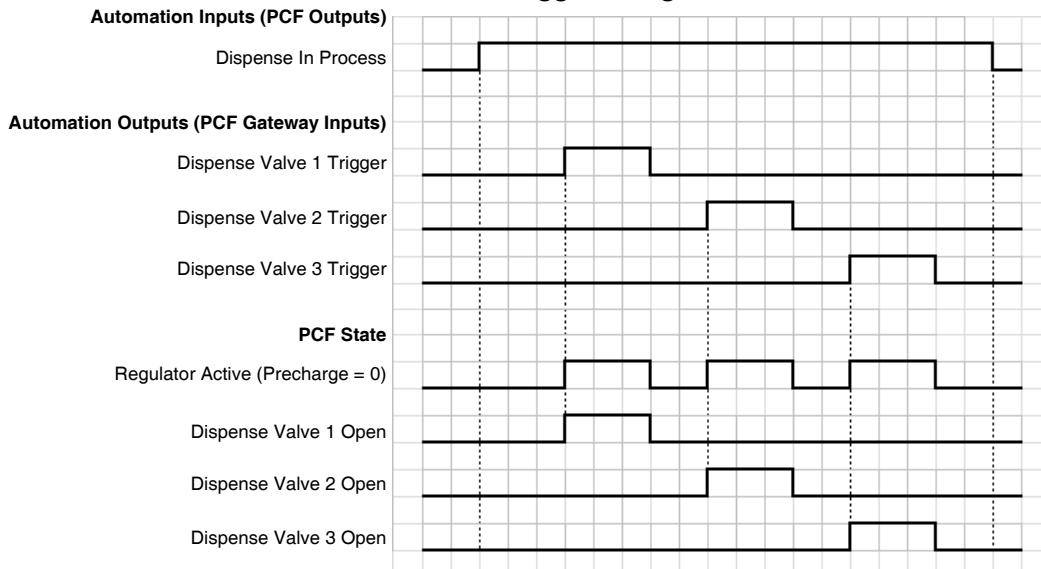 Automation Inputs (PCF Outputs)
Dispense In Process
Automation Outputs (PCF Gateway Inputs)
Dispense Valve 1 Trigger
Dispense Valve 2 Trigger
Dispense Valve 3 Trigger
PCF State
Regulator Active (Precharge = 0)
Dispense Valve 1 Open
Dispense Valve 2 Open
Dispense Valve 3 Open